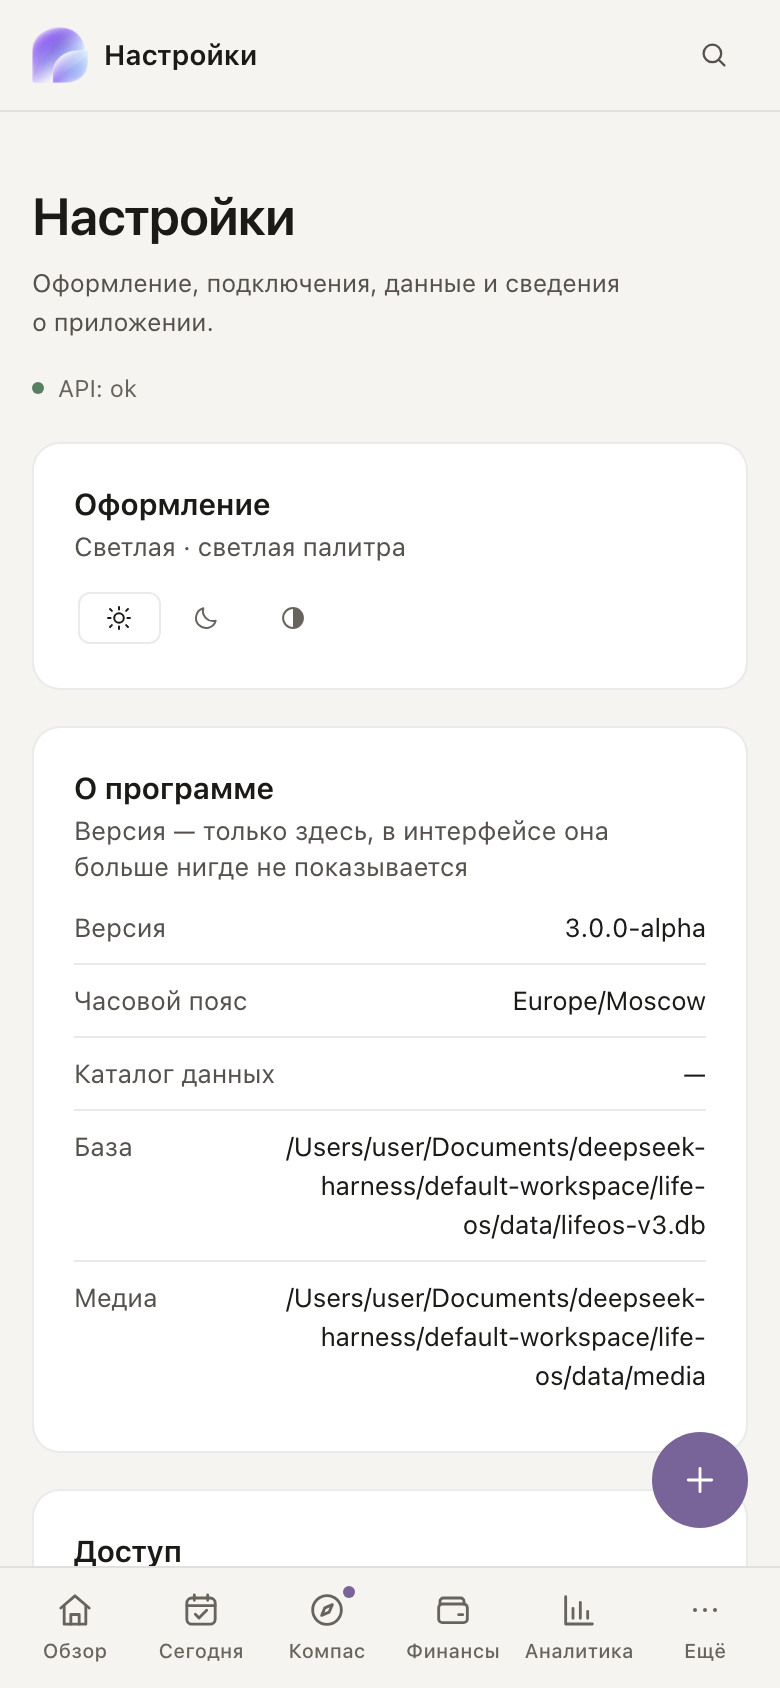 Настройки
Настройки
Оформление, подключения, данные и сведения
о приложении.
API: ok
Оформление
Светлая · светлая палитра
О программе
Версия — только здесь, в интерфейсе она
больше нигде не показывается
Версия 3.0.0-alpha
Часовой пояс Europe/Moscow
Каталог данных —
База /Users/user/Documents/deepseek-
harness/default-workspace/life-
os/data/lifeos-v3.db
Медиа /Users/user/Documents/deepseek-
harness/default-workspace/life-
os/data/media
Доступ
Обзор Сегодня Компас Финансы Аналитика Ещё